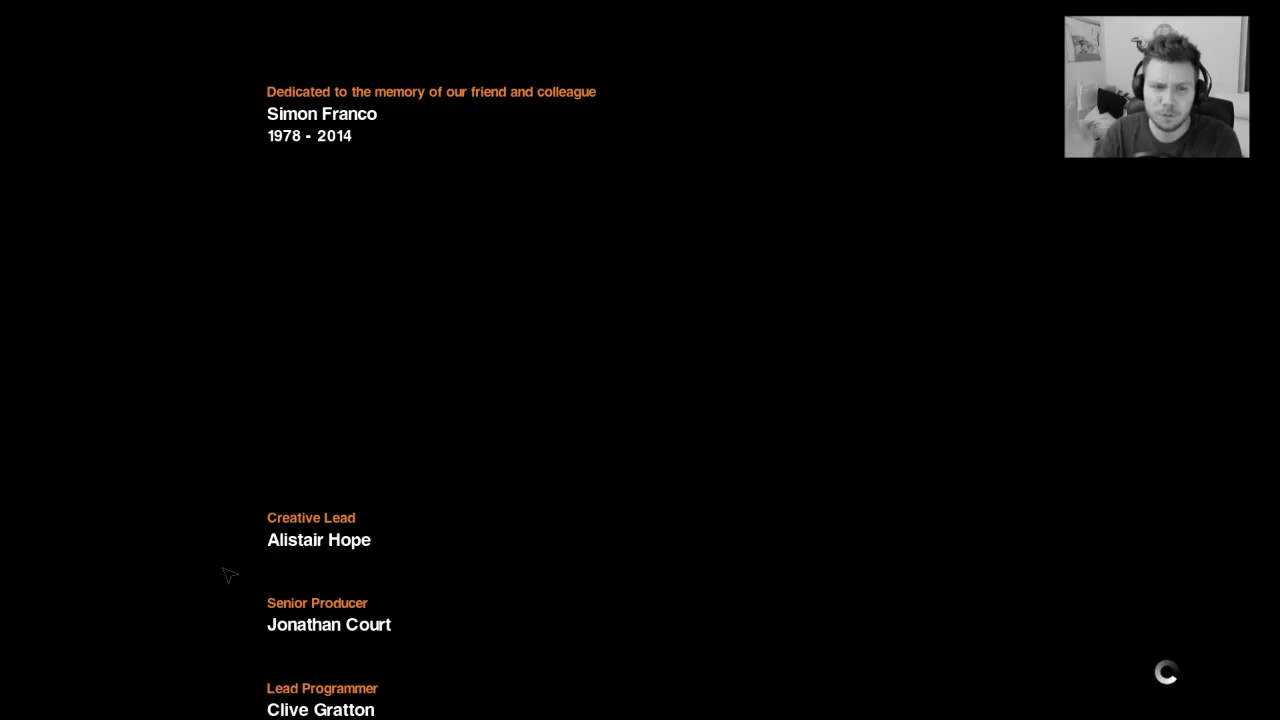 Dedicated to the memory of our friend and colleague
Simon Franco
1978 - 2014
Creative Lead
Alistair Hope
Senior Producer
Jonathan Court
Lead Programmer
Clive Gratton